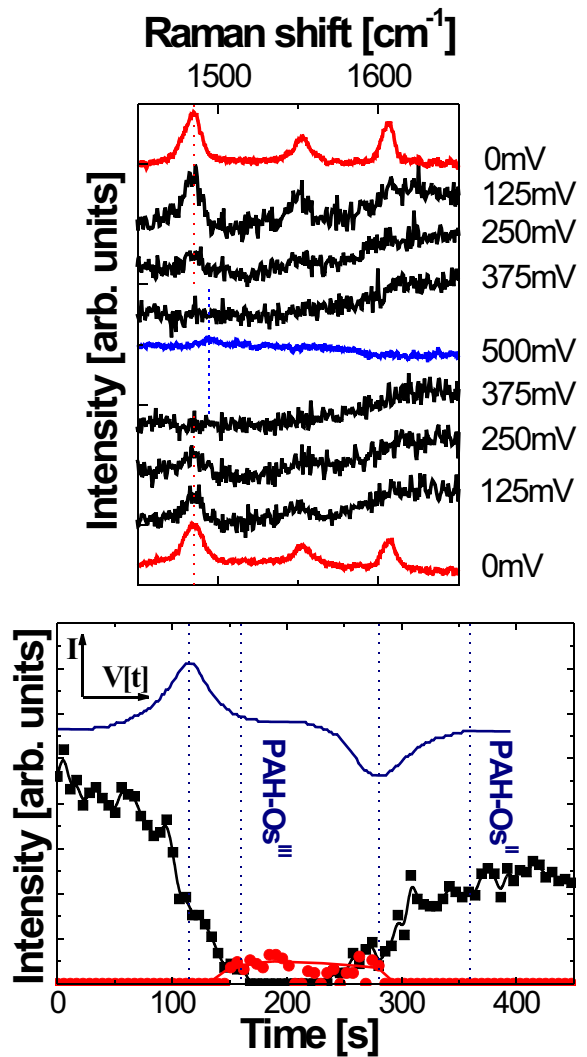 Raman shift [cm-1]
1500 1600
Intensity [arb. units]
0mV
125mV
250mV
375mV
500mV
375mV
250mV
125mV
0mV
Intensity [arb. units]
I
V[t]
PAH-OsIII
PAH-OsII
0 100 200 300 400
Time [s]